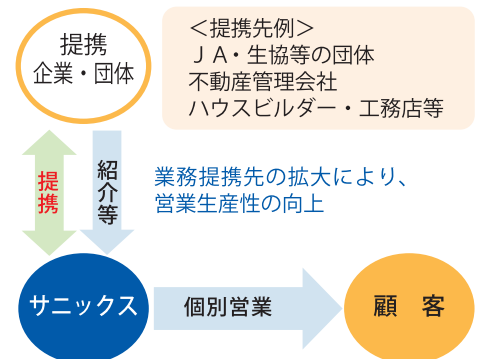 提携
企業・団体
＜提携先例＞
ＪＡ・生協等の団体
不動産管理会社
ハウスビルダー・工務店等
提携
紹介等
業務提携先の拡大により、
営業生産性の向上
サニックス
個別営業
顧　客